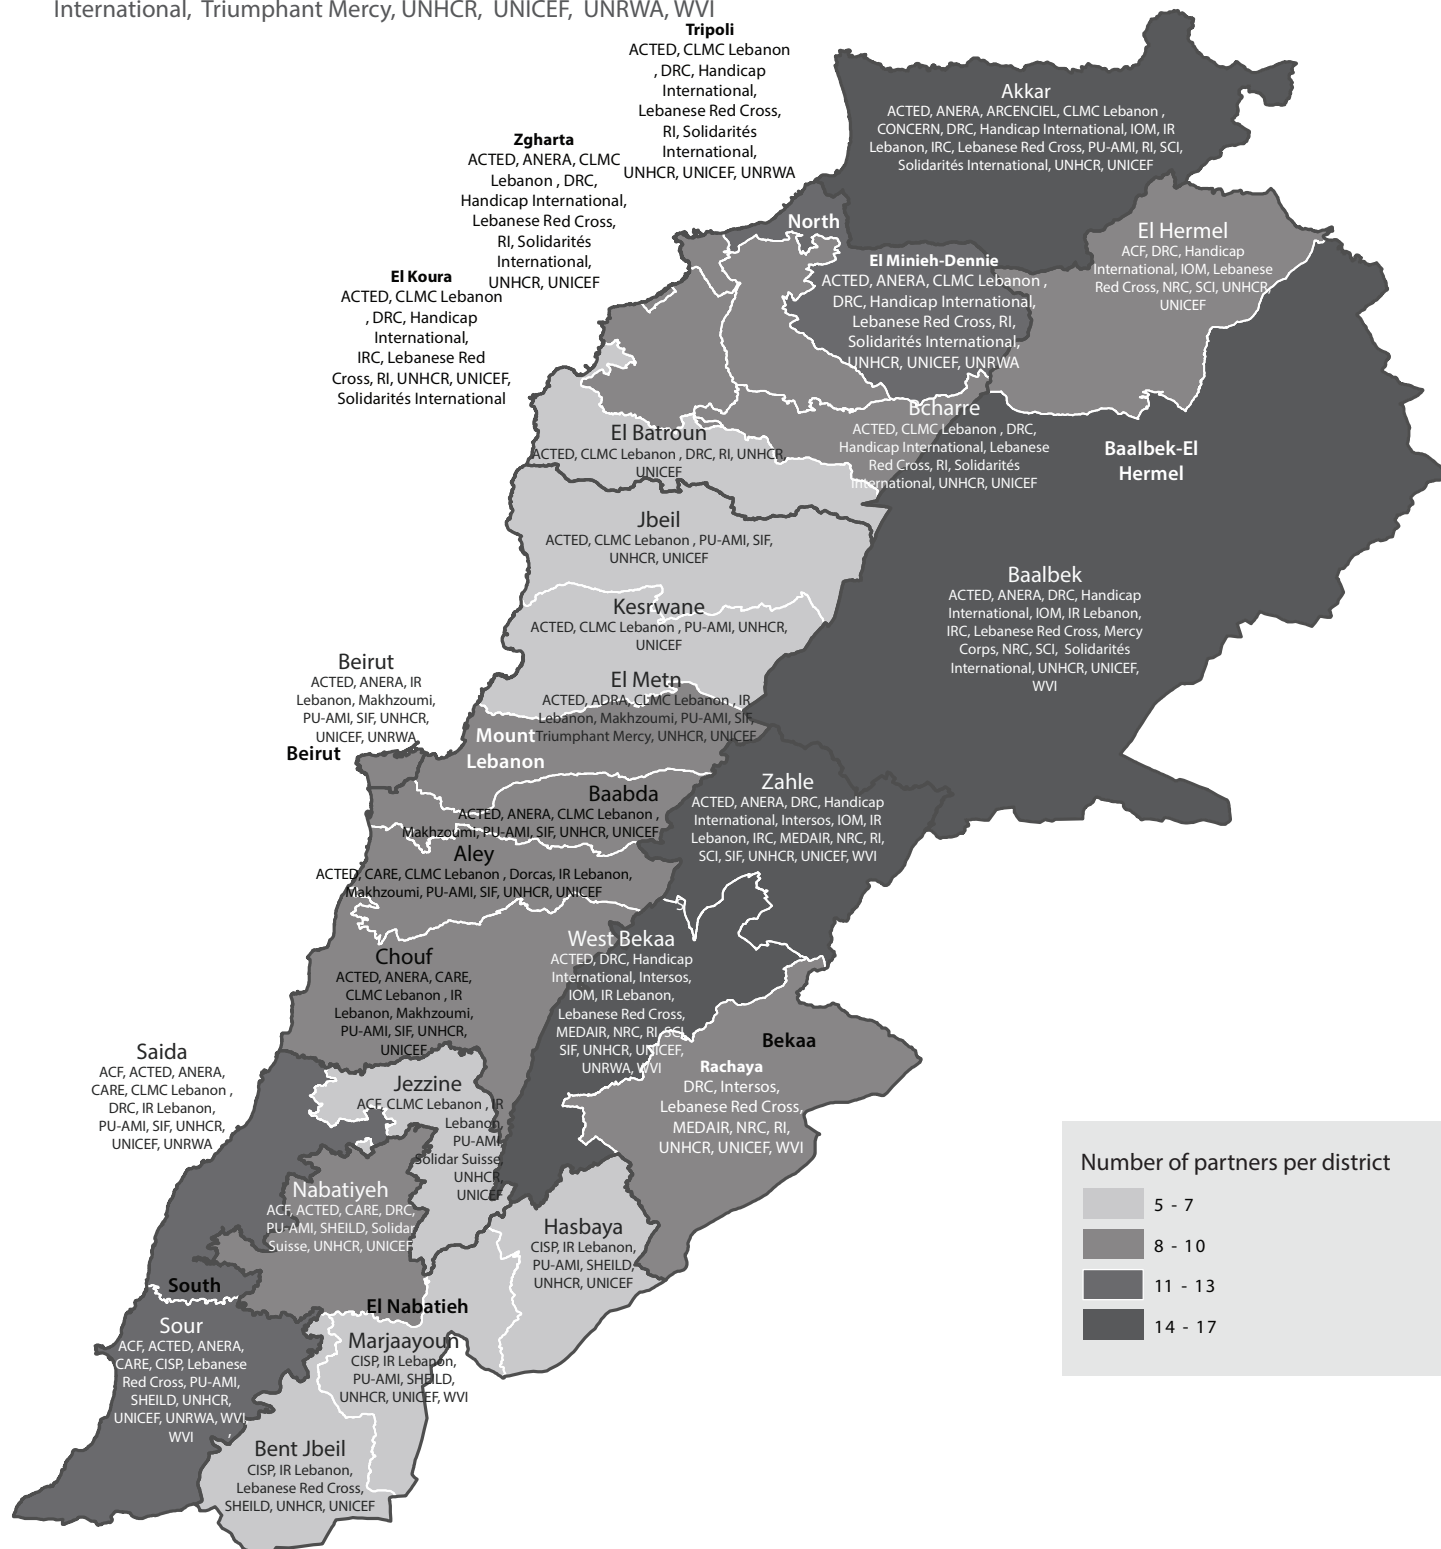 International, Triumphant Mercy, UNHCR, UNICEF, UNRWA, WVI
Tripoli
ACTED, CLMC Lebanon
, DRC, Handicap
International,
Lebanese Red Cross,
RI, Solidarités
International,
UNHCR, UNICEF, UNRWA
Akkar
ACTED, ANERA, ARCENCIEL, CLMC Lebanon ,
CONCERN, DRC, Handicap International, IOM, IR
Lebanon, IRC, Lebanese Red Cross, PU-AMI, RI, SCI,
Solidarités International, UNHCR, UNICEF
Zgharta
ACTED, ANERA, CLMC
Lebanon , DRC,
Handicap International,
Lebanese Red Cross,
RI, Solidarités
International,
UNHCR, UNICEF
North
El Hermel
ACF, DRC, Handicap
International, IOM, Lebanese
Red Cross, NRC, SCI, UNHCR,
UNICEF
El Minieh-Dennie
ACTED, ANERA, CLMC Lebanon ,
DRC, Handicap International,
Lebanese Red Cross, RI,
Solidarités International,
UNHCR, UNICEF, UNRWA
El Koura
ACTED, CLMC Lebanon
, DRC, Handicap
International,
IRC, Lebanese Red
Cross, RI, UNHCR, UNICEF,
Solidarités International
Bcharre
ACTED, CLMC Lebanon , DRC,
Handicap International, Lebanese
Red Cross, RI, Solidarités
International, UNHCR, UNICEF
El Batroun
ACTED, CLMC Lebanon , DRC, RI, UNHCR,
UNICEF
Baalbek-El
Hermel
Jbeil
ACTED, CLMC Lebanon , PU-AMI, SIF,
UNHCR, UNICEF
Baalbek
ACTED, ANERA, DRC, Handicap
International, IOM, IR Lebanon,
IRC, Lebanese Red Cross, Mercy
Corps, NRC, SCI, Solidarités
International, UNHCR, UNICEF,
WVI
Kesrwane
ACTED, CLMC Lebanon , PU-AMI, UNHCR,
UNICEF
Beirut
ACTED, ANERA, IR
Lebanon, Makhzoumi,
PU-AMI, SIF, UNHCR,
UNICEF, UNRWA
Beirut
El Metn
ACTED, ADRA, CLMC Lebanon , IR
Lebanon, Makhzoumi, PU-AMI, SIF,
Triumphant Mercy, UNHCR, UNICEF
Mount
Lebanon
Zahle
ACTED, ANERA, DRC, Handicap
International, Intersos, IOM, IR
Lebanon, IRC, MEDAIR, NRC, RI,
SCI, SIF, UNHCR, UNICEF, WVI
Baabda
ACTED, ANERA, CLMC Lebanon ,
Makhzoumi, PU-AMI, SIF, UNHCR, UNICEF
Aley
ACTED, CARE, CLMC Lebanon , Dorcas, IR Lebanon,
Makhzoumi, PU-AMI, SIF, UNHCR, UNICEF
West Bekaa
ACTED, DRC, Handicap
International, Intersos,
IOM, IR Lebanon,
Lebanese Red Cross,
MEDAIR, NRC, RI, SCI,
SIF, UNHCR, UNICEF,
UNRWA, WVI
Chouf
ACTED, ANERA, CARE,
CLMC Lebanon , IR
Lebanon, Makhzoumi,
PU-AMI, SIF, UNHCR,
UNICEF
Bekaa
Rachaya
DRC, Intersos,
Lebanese Red Cross,
MEDAIR, NRC, RI,
UNHCR, UNICEF, WVI
Saida
ACF, ACTED, ANERA,
CARE, CLMC Lebanon ,
DRC, IR Lebanon,
PU-AMI, SIF, UNHCR,
UNICEF, UNRWA
Jezzine
ACF, CLMC Lebanon , IR
Lebanon,
PU-AMI,
Solidar Suisse,
UNHCR,
UNICEF
Nabatiyeh
ACF, ACTED, CARE, DRC,
PU-AMI, SHEILD, Solidar
Suisse, UNHCR, UNICEF
Hasbaya
CISP, IR Lebanon,
PU-AMI, SHEILD,
UNHCR, UNICEF
South
El Nabatieh
Sour
ACF, ACTED, ANERA,
CARE, CISP, Lebanese
Red Cross, PU-AMI,
SHEILD, UNHCR,
UNICEF, UNRWA, WVI,
WVI ,
Marjaayoun
CISP, IR Lebanon,
PU-AMI, SHEILD,
UNHCR, UNICEF, WVI
Bent Jbeil
CISP, IR Lebanon,
Lebanese Red Cross,
SHEILD, UNHCR, UNICEF
Number of partners per district
5 - 7
8 - 10
11 - 13
14 - 17